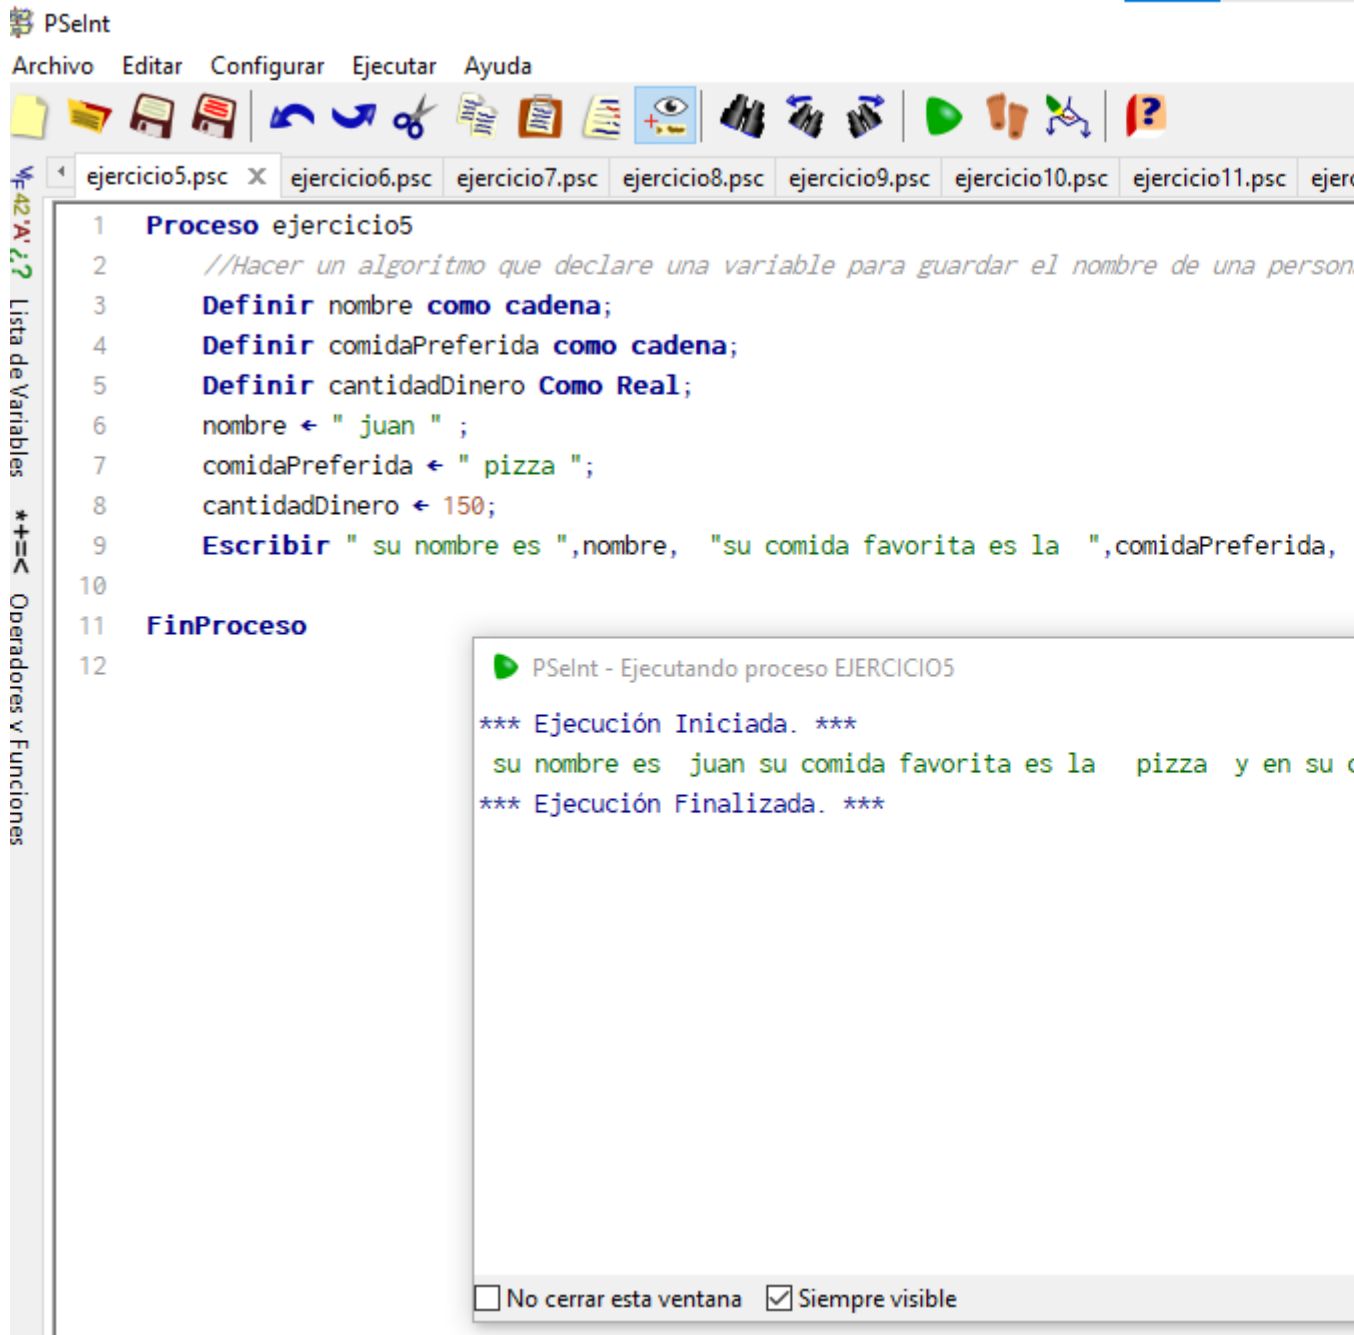 PSeInt
Archivo Editar Configurar Ejecutar Ayuda
ejercicio5.psc ejercicio6.psc ejercicio7.psc ejercicio8.psc ejercicio9.psc ejercicio10.psc ejercicio11.psc
42 'A' ¿? Lista de Variables
*+=< Operadores y Funciones
1 Proceso ejercicio5
2 //Hacer un algoritmo que declare una variable para guardar el nombre de una
3 Definir nombre como cadena;
4 Definir comidaPreferida como cadena;
5 Definir cantidadDinero Como Real;
6 nombre ← " juan " ;
7 comidaPreferida ← " pizza ";
8 cantidadDinero ← 150;
9 Escribir " su nombre es ",nombre,  "su comida favorita es la  ",comidaPreferida,
10
11 FinProceso
12
PSeInt - Ejecutando proceso EJERCICIO5
*** Ejecución Iniciada. ***
su nombre es  juan su comida favorita es la   pizza  y en su
*** Ejecución Finalizada. ***
No cerrar esta ventana Siempre visible